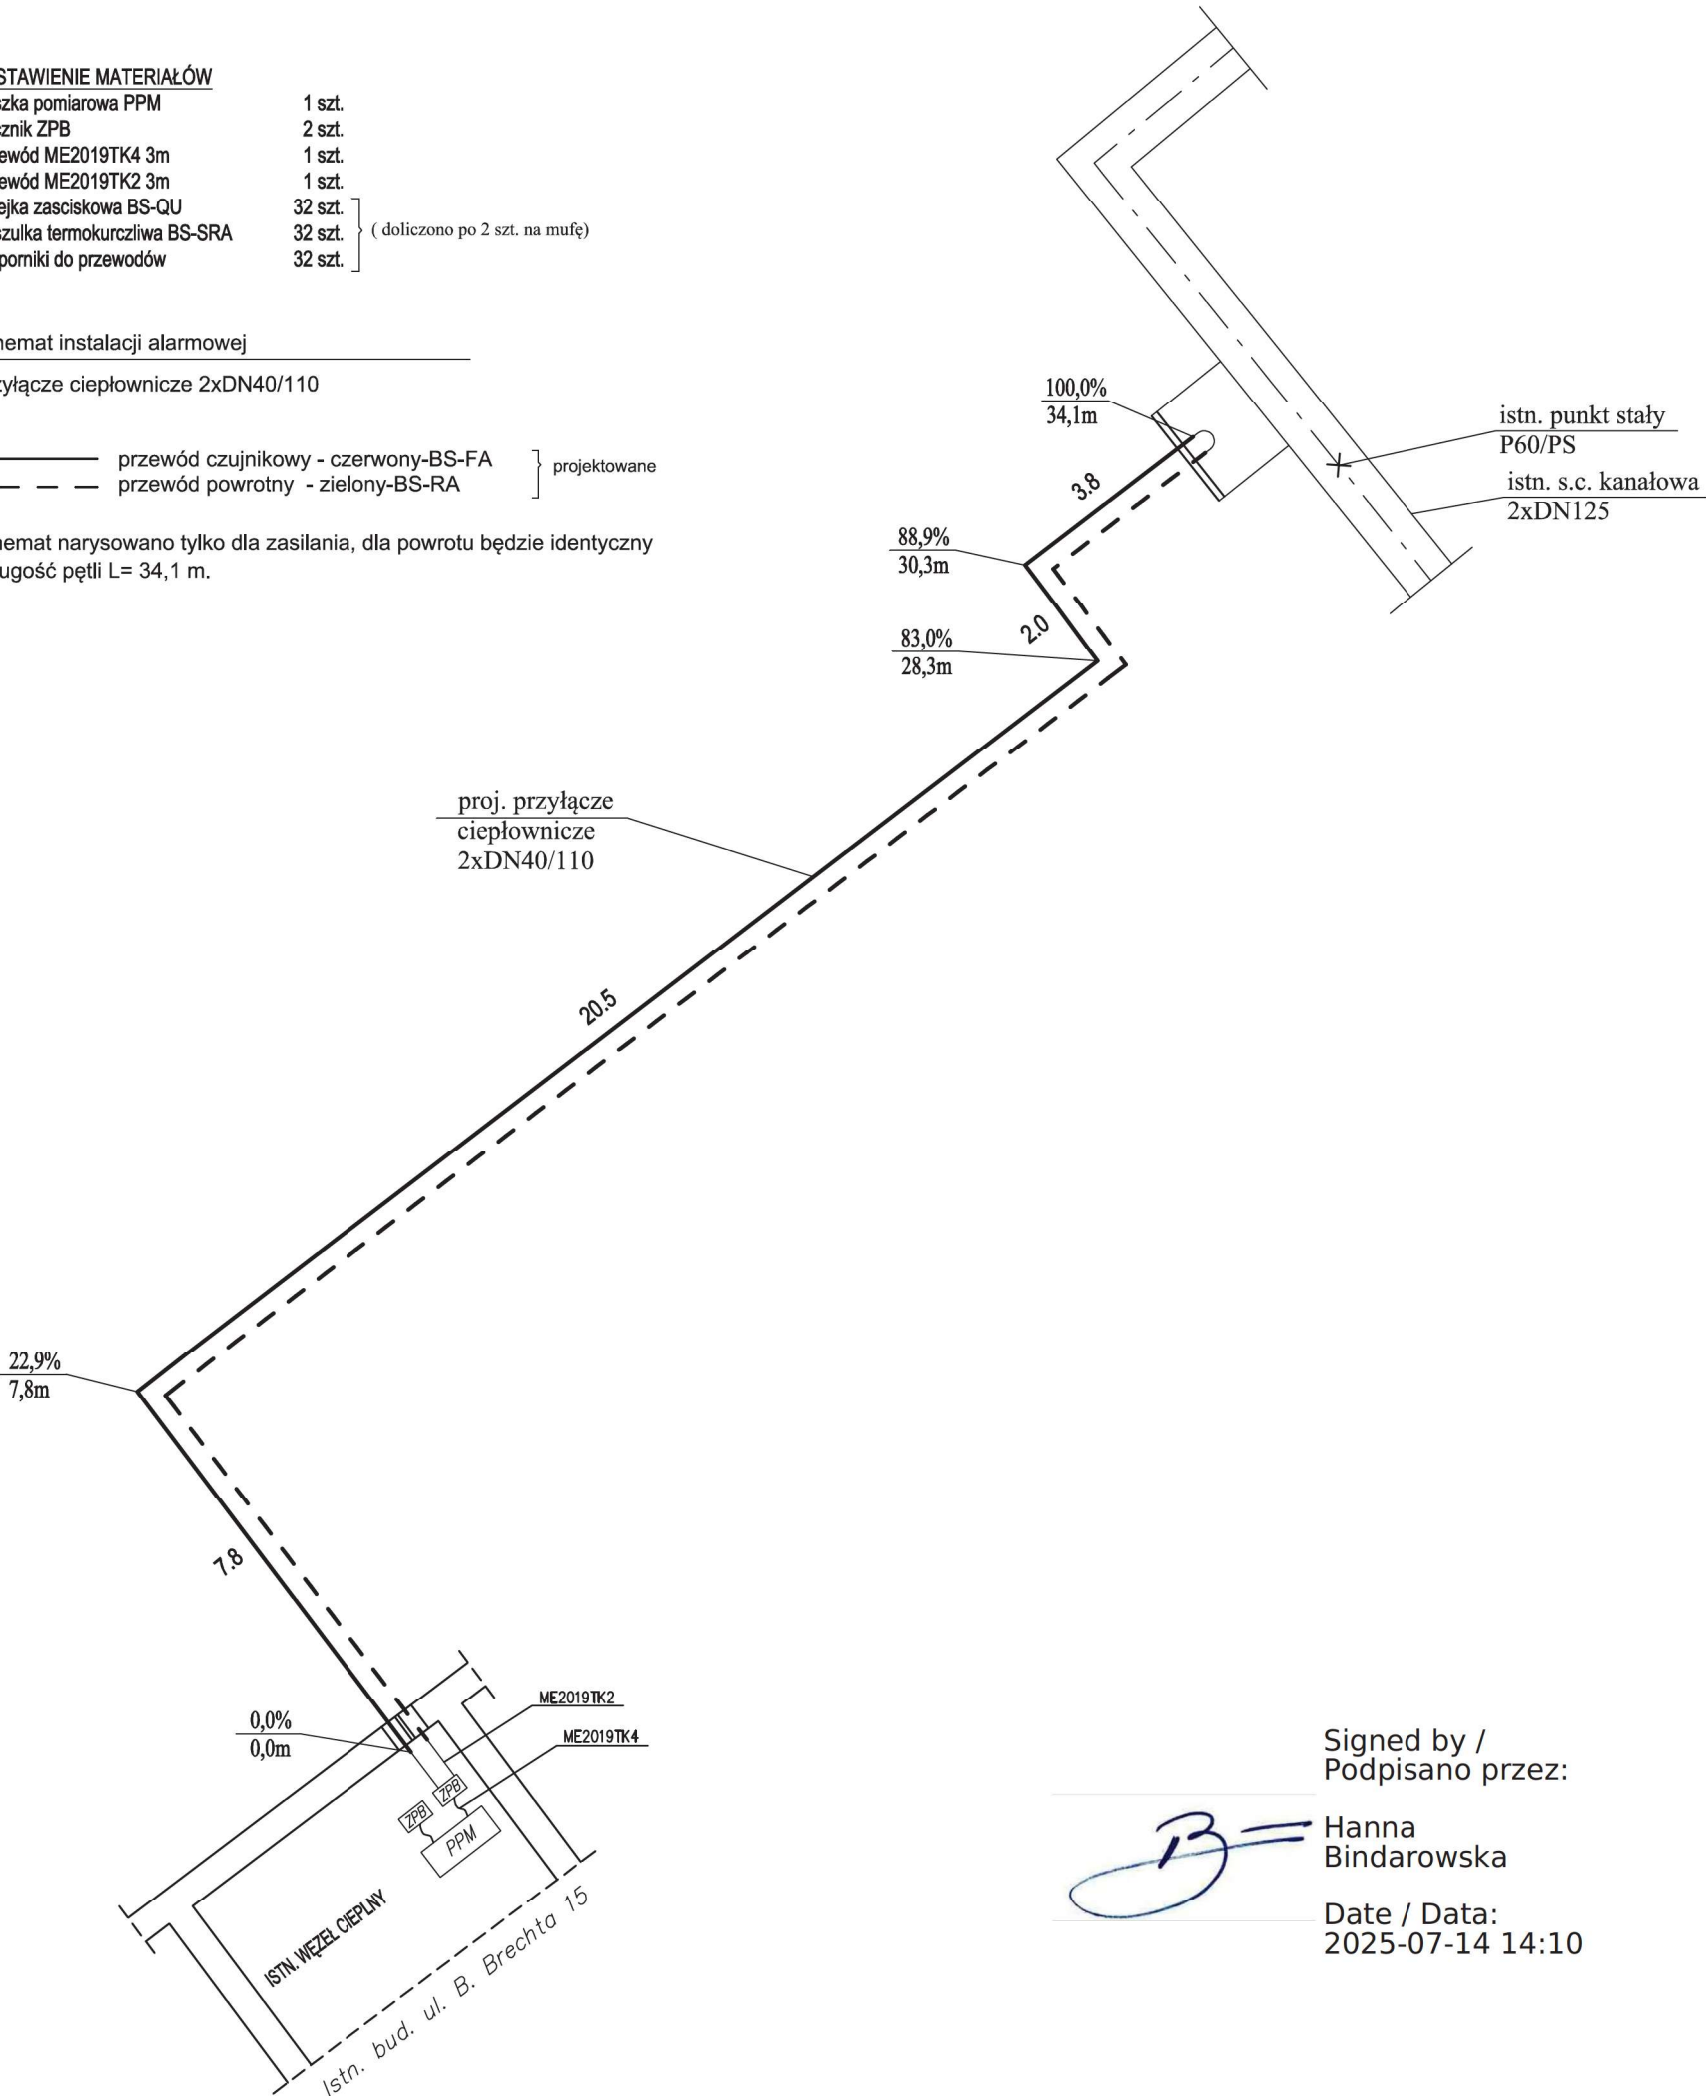 STAWIENIE MATERIAŁÓW
szka pomiarowa PPM 1 szt.
cznik ZPB 2 szt.
ewód ME2019TK4 3m 1 szt.
ewód ME2019TK2 3m 1 szt.
ejka zasciskowa BS-QU 32 szt.
szulka termokurczliwa BS-SRA 32 szt. ( doliczono po 2 szt. na mufę)
porniki do przewodów 32 szt.
hemat instalacji alarmowej
zyłącze ciepłownicze 2xDN40/110
przewód czujnikowy - czerwony-BS-FA
przewód powrotny - zielony-BS-RA
projektowane
hemat narysowano tylko dla zasilania, dla powrotu będzie identyczny
ugość pętli L= 34,1 m.
100,0%
34,1m
istn. punkt stały
P60/PS
istn. s.c. kanałowa
2xDN125
3.8
88,9%
30,3m
2.0
83,0%
28,3m
proj. przyłącze
ciepłownicze
2xDN40/110
20.5
22,9%
7,8m
7.8
0,0%
0,0m
ME2019TK2
ME2019TK4
ZPB
ZPB
PPM
ISTN. WĘZEŁ CIEPLNY
Istn. bud. ul. B. Brechta 15
Signed by /
Podpisano przez:
Hanna
Bindarowska
Date / Data:
2025-07-14 14:10